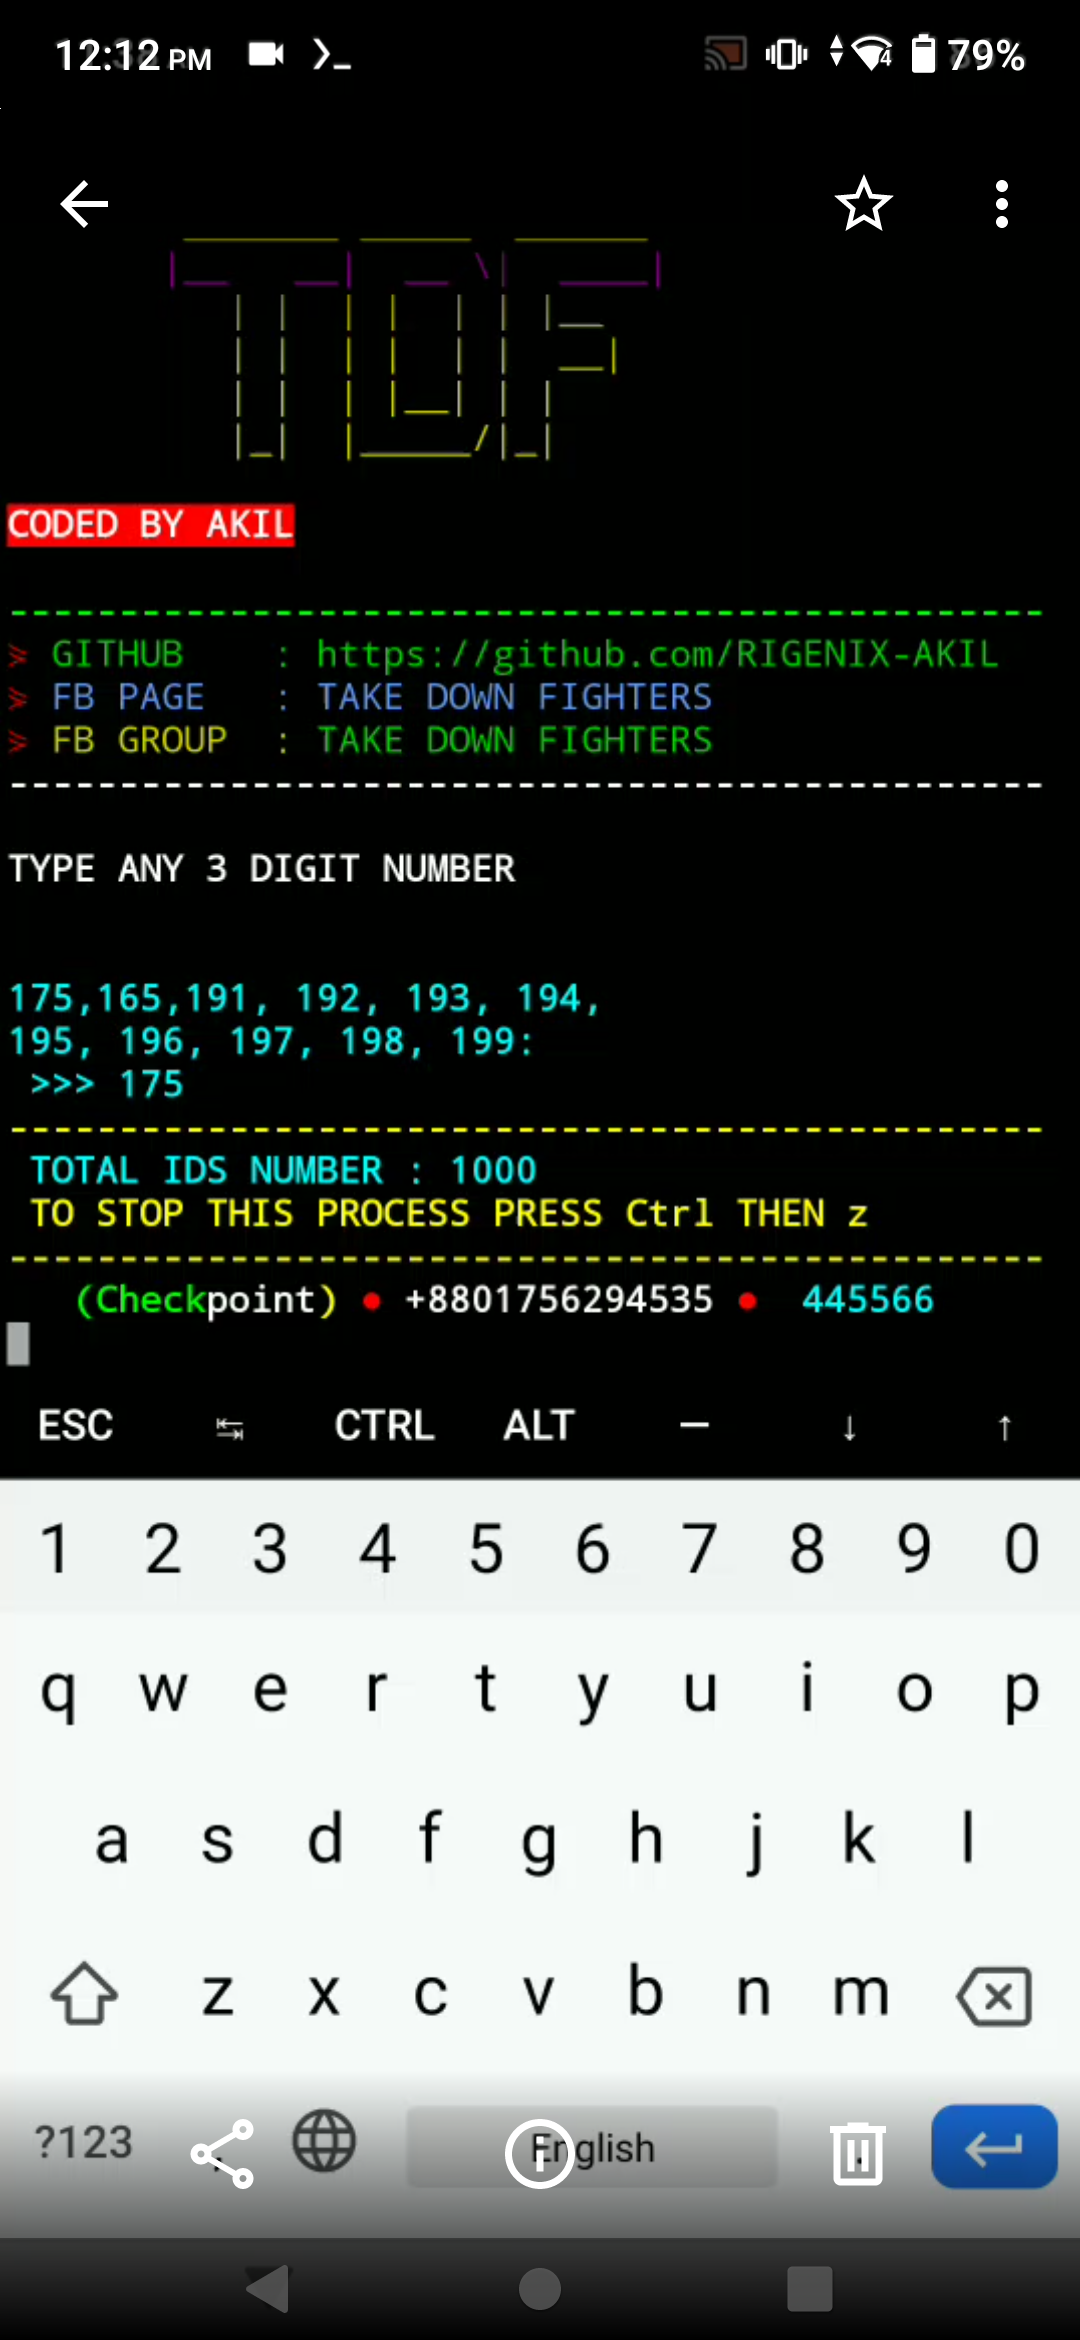 12:12 PM 79%
CODED BY AKIL
-----------------------------------------------
> GITHUB : https://github.com/RIGENIX-AKIL
> FB PAGE : TAKE DOWN FIGHTERS
> FB GROUP : TAKE DOWN FIGHTERS
-----------------------------------------------
TYPE ANY 3 DIGIT NUMBER
175,165,191, 192, 193, 194,
195, 196, 197, 198, 199:
>>> 175
-----------------------------------------------
TOTAL IDS NUMBER : 1000
TO STOP THIS PROCESS PRESS Ctrl THEN z
-----------------------------------------------
(Checkpoint) ● +8801756294535 ● 445566
ESC ↹ CTRL ALT — ↓ ↑
1 2 3 4 5 6 7 8 9 0
q w e r t y u i o p
a s d f g h j k l
z x c v b n m
?123 , English .